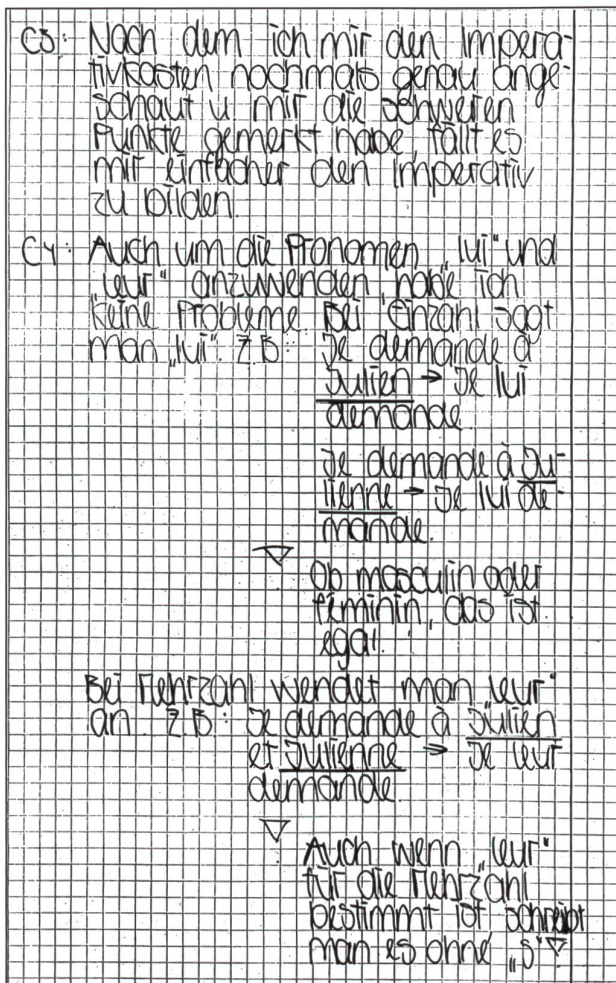 C3: Nach dem ich mir den Impera-
tivkasten nochmals genau ange-
schaut u mir die schweren
Punkte gemerkt habe, fällt es
mir einfacher den Imperativ
zu bilden.
C4: Auch um die Pronomen „lui“ und
„leur“ anzuwenden, habe ich
keine Probleme. Bei Einzahl sagt
man „lui“. Z.B: Je demande à
Julien → Je lui
demande.
Je demande à Ju-
lienne → Je lui de-
mande.
Ob masculin oder
féminin, das ist
egal.
Bei Mehrzahl wendet man „leur“
an. Z.B: Je demande à Julien
et Julienne → Je leur
demande.
Auch wenn „leur“
für die Mehrzahl
bestimmt ist, schreibt
man es ohne „s“